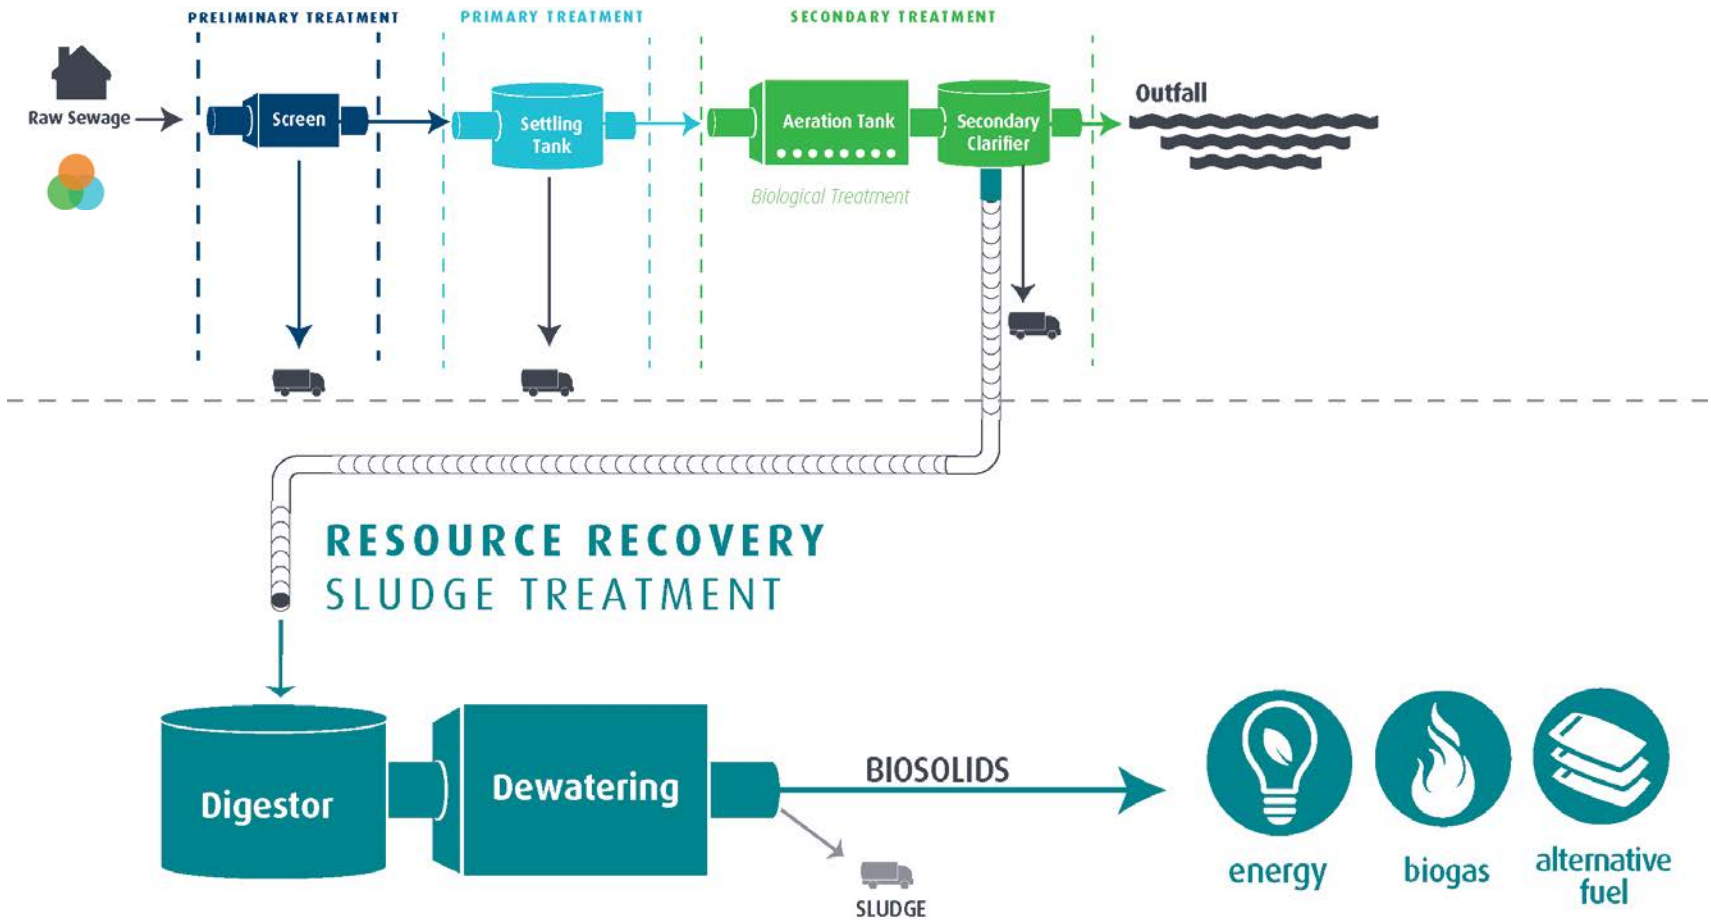 PRELIMINARY TREATMENT
PRIMARY TREATMENT
SECONDARY TREATMENT
Raw Sewage
Screen
Settling
Tank
Aeration Tank
Secondary
Clarifier
Outfall
Biological Treatment
RESOURCE RECOVERY
SLUDGE TREATMENT
Digestor
Dewatering
BIOSOLIDS
SLUDGE
energy
biogas
alternative
fuel